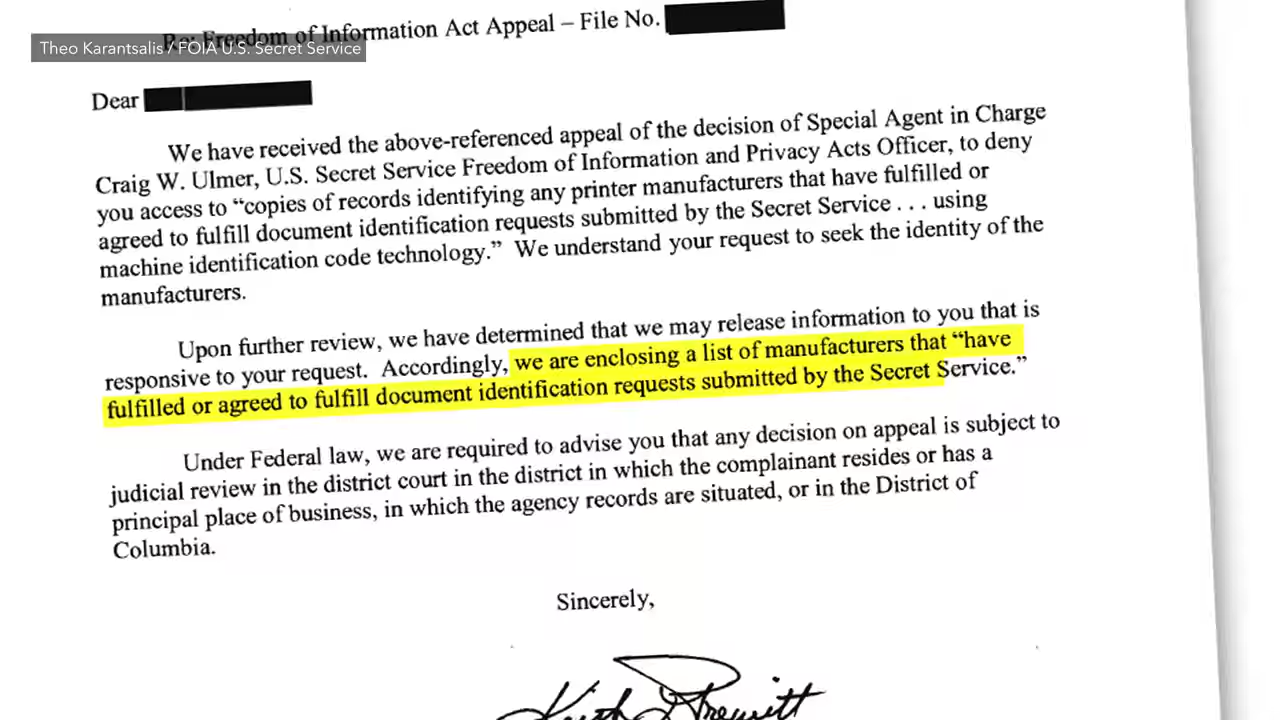 Re: Freedom of Information Act Appeal – File No.
Theo Karantsalis / FOIA U.S. Secret Service
Dear
We have received the above-referenced appeal of the decision of Special Agent in Charge
Craig W. Ulmer, U.S. Secret Service Freedom of Information and Privacy Acts Officer, to deny
you access to “copies of records identifying any printer manufacturers that have fulfilled or
agreed to fulfill document identification requests submitted by the Secret Service . . . using
machine identification code technology.” We understand your request to seek the identity of the
manufacturers.
Upon further review, we have determined that we may release information to you that is
responsive to your request. Accordingly, we are enclosing a list of manufacturers that “have
fulfilled or agreed to fulfill document identification requests submitted by the Secret Service.”
Under Federal law, we are required to advise you that any decision on appeal is subject to
judicial review in the district court in the district in which the complainant resides or has a
principal place of business, in which the agency records are situated, or in the District of
Columbia.
Sincerely,
Keith Prewitt